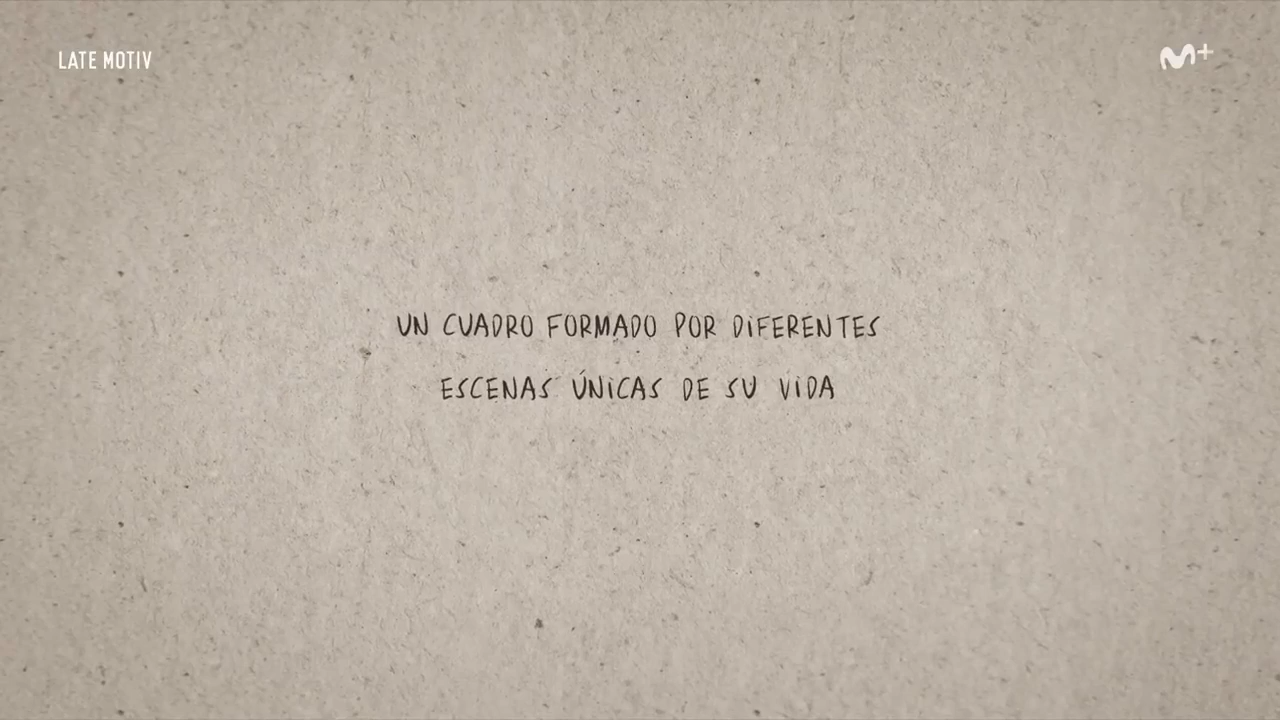 LATE MOTIV
M+
UN CUADRO FORMADO POR DIFERENTES
ESCENAS ÚNICAS DE SU VIDA